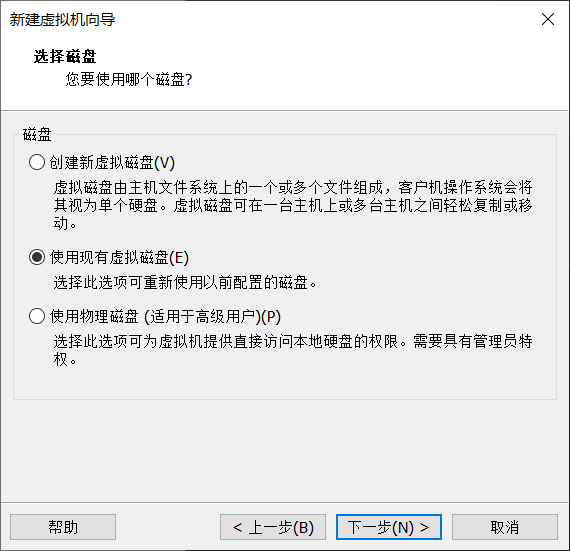 新建虚拟机向导
选择磁盘
您要使用哪个磁盘?
磁盘
创建新虚拟磁盘(V)
虚拟磁盘由主机文件系统上的一个或多个文件组成，客户机操作系统会将
其视为单个硬盘。虚拟磁盘可在一台主机上或多台主机之间轻松复制或移
动。
使用现有虚拟磁盘(E)
选择此选项可重新使用以前配置的磁盘。
使用物理磁盘 (适用于高级用户)(P)
选择此选项可为虚拟机提供直接访问本地硬盘的权限。需要具有管理员特
权。
帮助
< 上一步(B)
下一步(N) >
取消